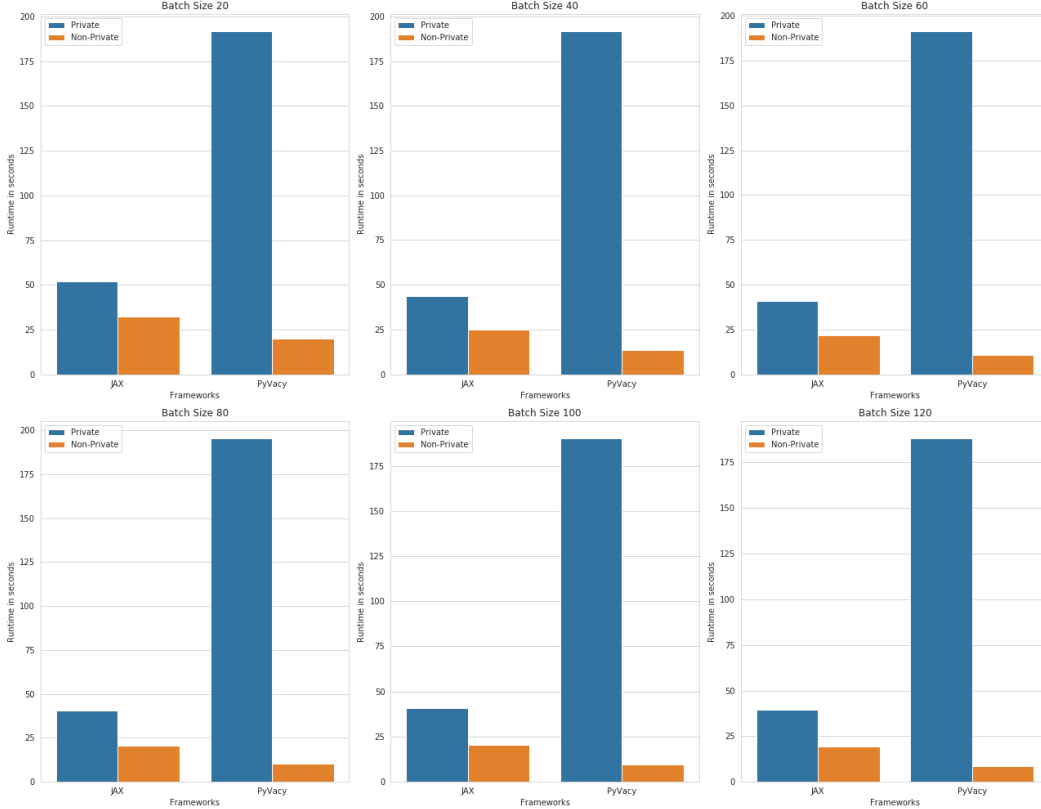 Batch Size 20
Private
Non-Private
200
175
150
125
100
75
50
25
0
Runtime in seconds
JAX
PyVacy
Frameworks
Batch Size 40
Private
Non-Private
200
175
150
125
100
75
50
25
0
Runtime in seconds
JAX
PyVacy
Frameworks
Batch Size 60
Private
Non-Private
200
175
150
125
100
75
50
25
0
Runtime in seconds
JAX
PyVacy
Frameworks
Batch Size 80
Private
Non-Private
200
175
150
125
100
75
50
25
0
Runtime in seconds
JAX
PyVacy
Frameworks
Batch Size 100
Private
Non-Private
175
150
125
100
75
50
25
0
Runtime in seconds
JAX
PyVacy
Frameworks
Batch Size 120
Private
Non-Private
175
150
125
100
75
50
25
0
Runtime in seconds
JAX
PyVacy
Frameworks